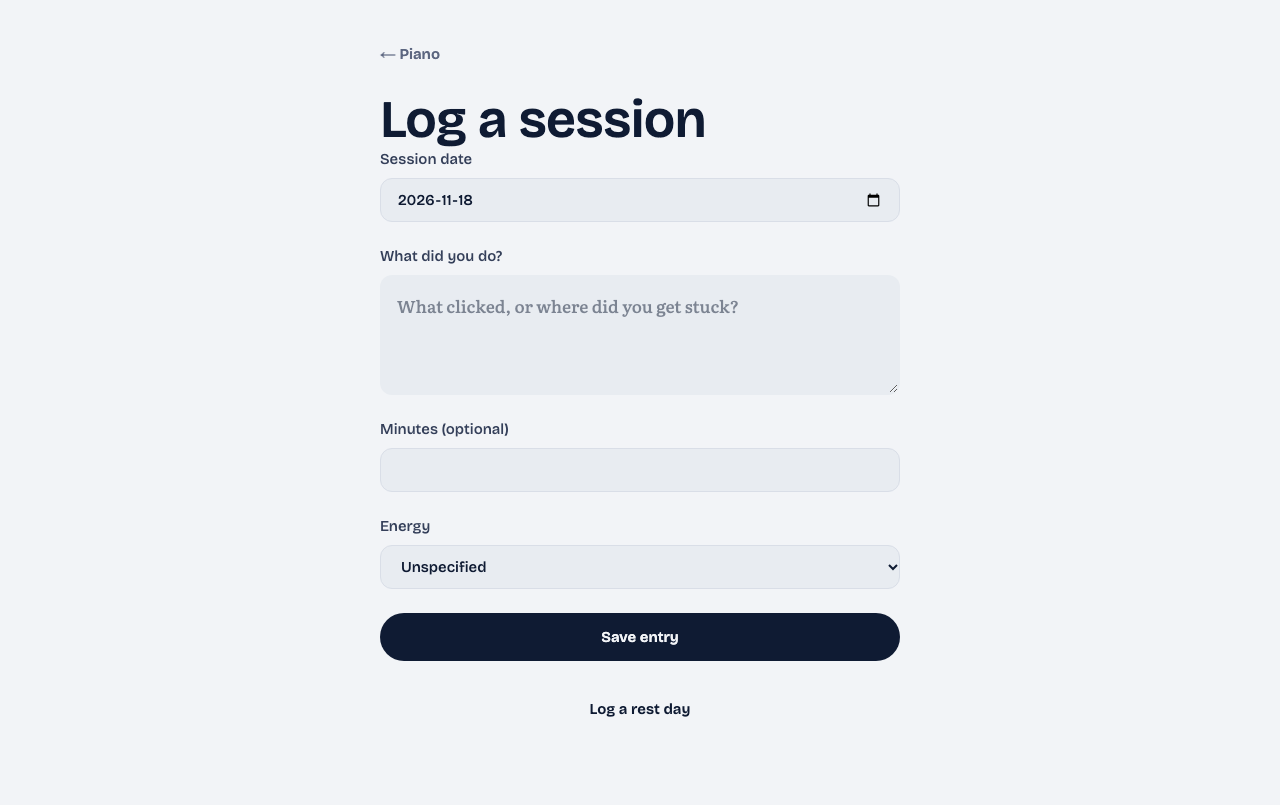 ← Piano
Log a session
Session date
2026-11-18
What did you do?
What clicked, or where did you get stuck?
Minutes (optional)
Energy
Unspecified
Save entry
Log a rest day